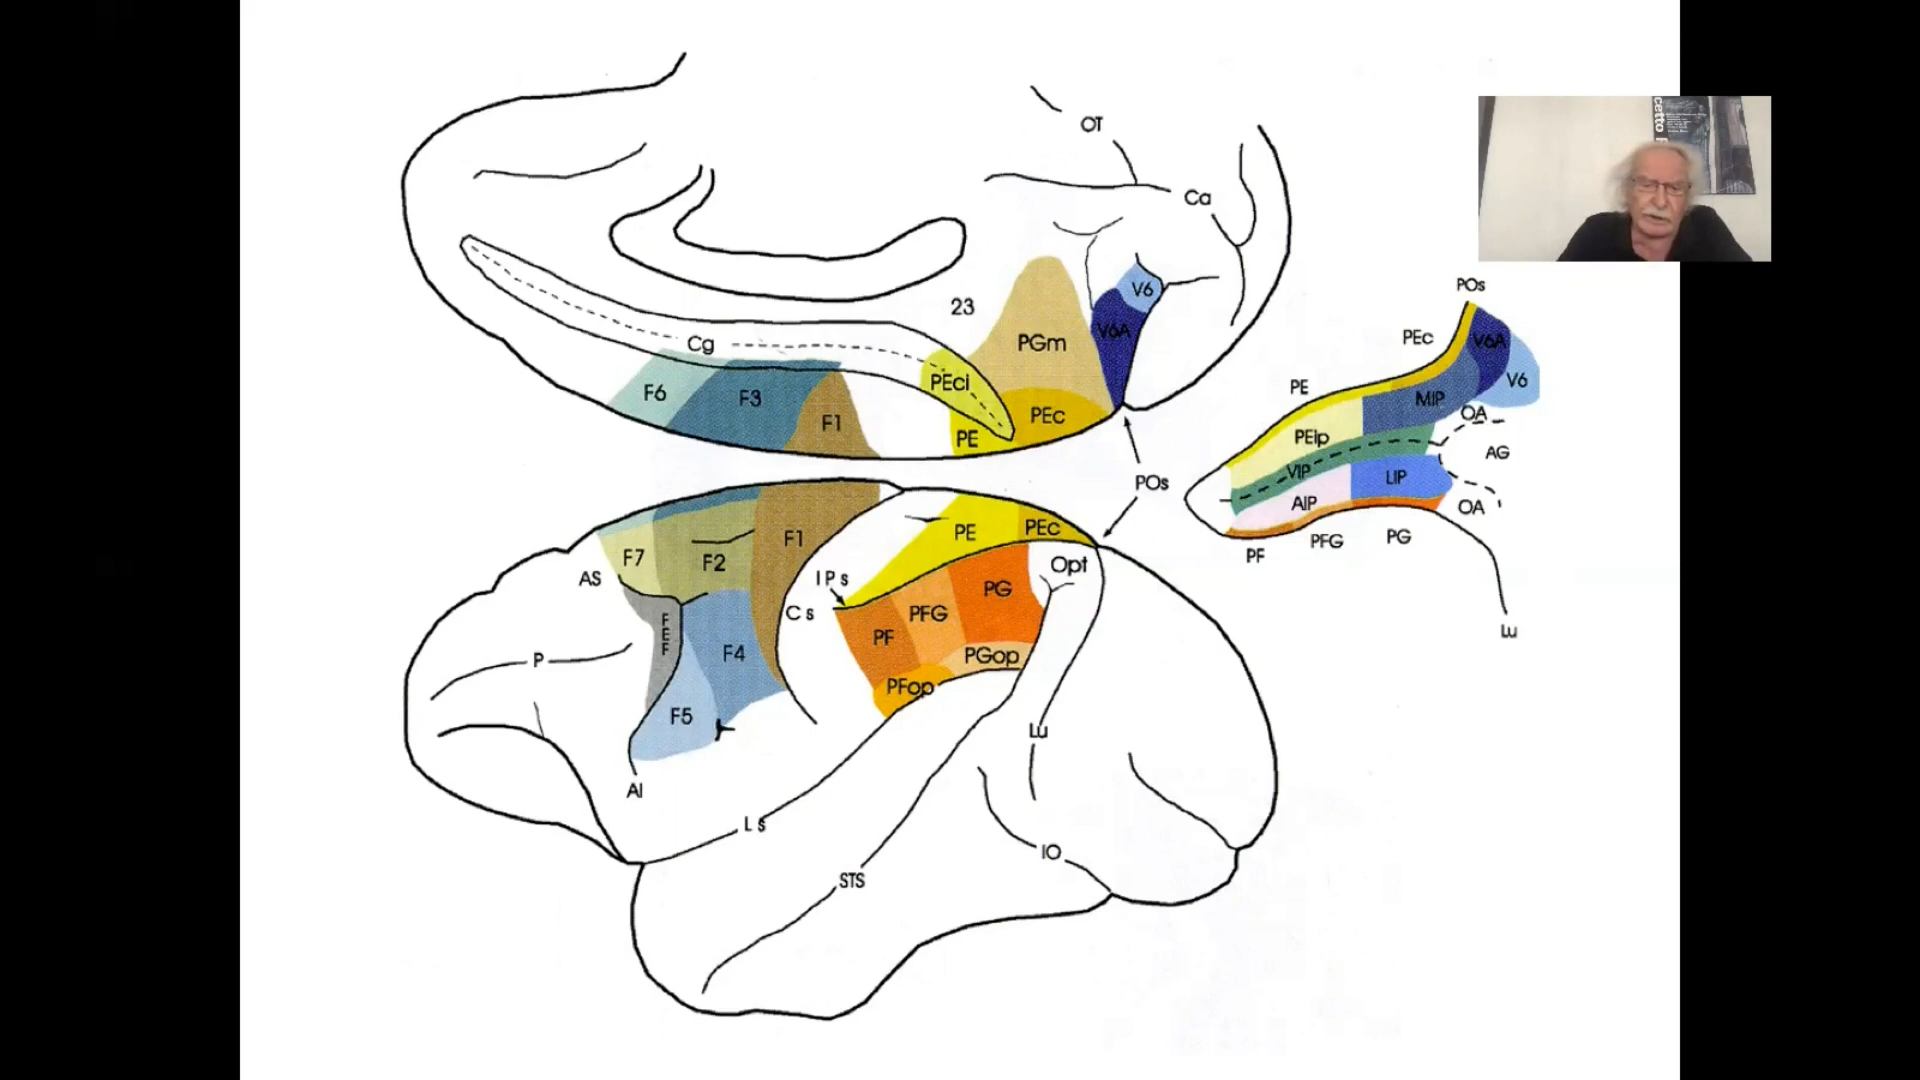 OT
Ca
23
V6
V6A
PGm
Cg
PEci
F6
F3
F1
PEc
PE
POs
PE
PEc
F1
F7
F2
AS
IPs
Opt
PG
PFG
Cs
FEF
PF
F4
P
PGop
PFop
F5
Lu
AI
Ls
IO
STS
cetto
POs
PEc
V6A
V6
PE
MIP
OA
PEip
AG
VIP
LIP
AIP
OA
PF
PFG
PG
Lu